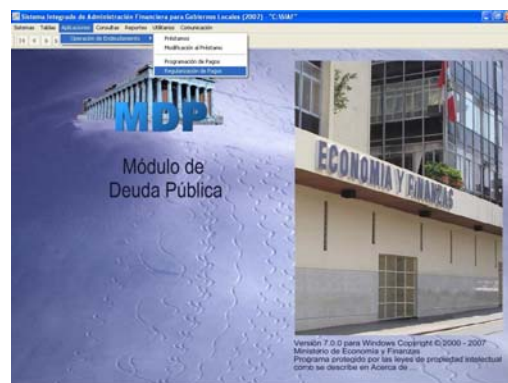 Sistema Integrado de Administración Financiera para Gobiernos Locales (2007) - "C:\SIAF"
Sistemas Tablas Aplicaciones Consultas Reportes Utilitarios Comunicación
Operación de Endeudamiento
Préstamos
Modificación al Préstamo
Programación de Pagos
Regularización de Pagos
MDP
Módulo de
Deuda Pública
ECONOMIA Y FINANZAS
Versión 7.0.0 para Windows Copyright © 2000 - 2007
Ministerio de Economía y Finanzas
Programa protegido por las leyes de propiedad intelectual
como se describe en Acerca de ...